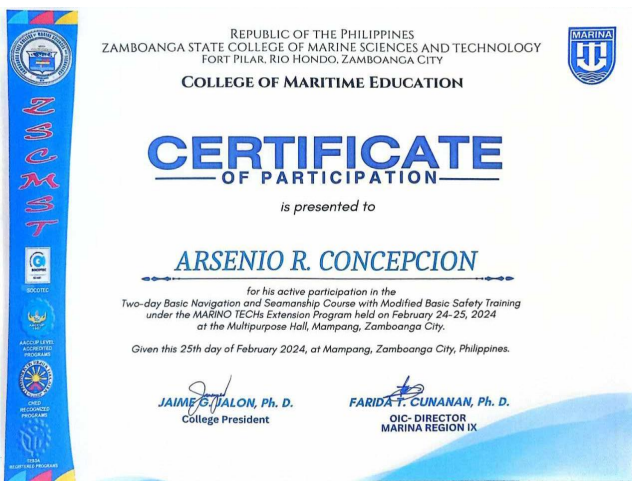 REPUBLIC OF THE PHILIPPINES
ZAMBOANGA STATE COLLEGE OF MARINE SCIENCES AND TECHNOLOGY
FORT PILAR, RIO HONDO, ZAMBOANGA CITY
COLLEGE OF MARITIME EDUCATION
MARINA
ZSCMST
SOCOTEC
AACCUP LEVEL
ACCREDITED
PROGRAMS
CHED
RECOGNIZED
PROGRAMS
REGISTERED PROGRAMS
CERTIFICATE
OF PARTICIPATION
is presented to
ARSENIO R. CONCEPCION
for his active participation in the
Two-day Basic Navigation and Seamanship Course with Modified Basic Safety Training
under the MARINO TECHs Extension Program held on February 24-25, 2024
at the Multipurpose Hall, Mampang, Zamboanga City.
Given this 25th day of February 2024, at Mampang, Zamboanga City, Philippines.
JAIME G. JALON, Ph. D.
College President
FARIDA T. CUNANAN, Ph. D.
OIC- DIRECTOR
MARINA REGION IX